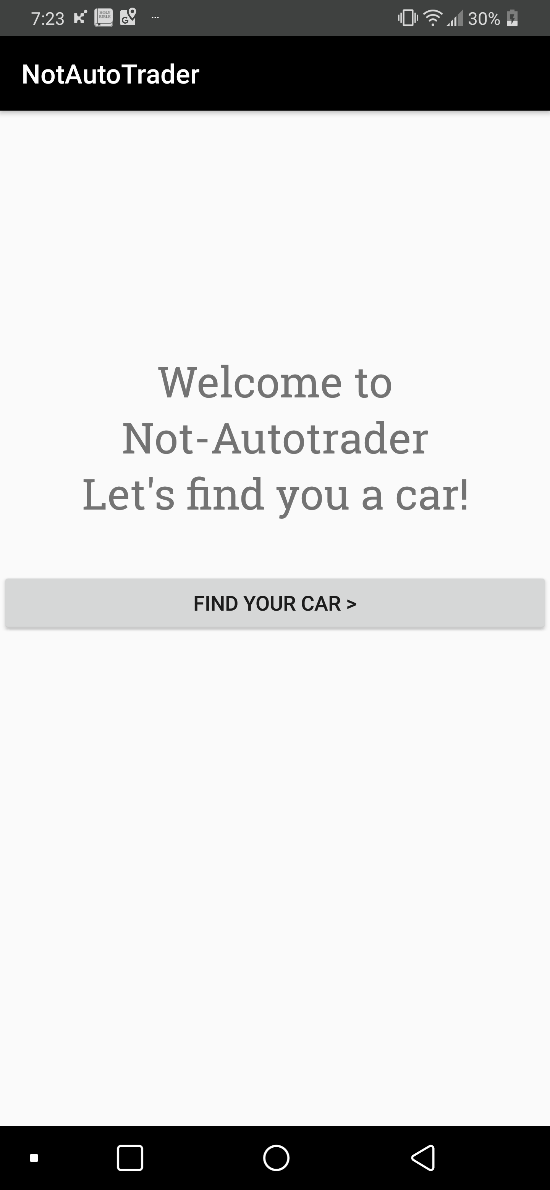 7:23 30%
NotAutoTrader
Welcome to
Not-Autotrader
Let's find you a car!
FIND YOUR CAR >